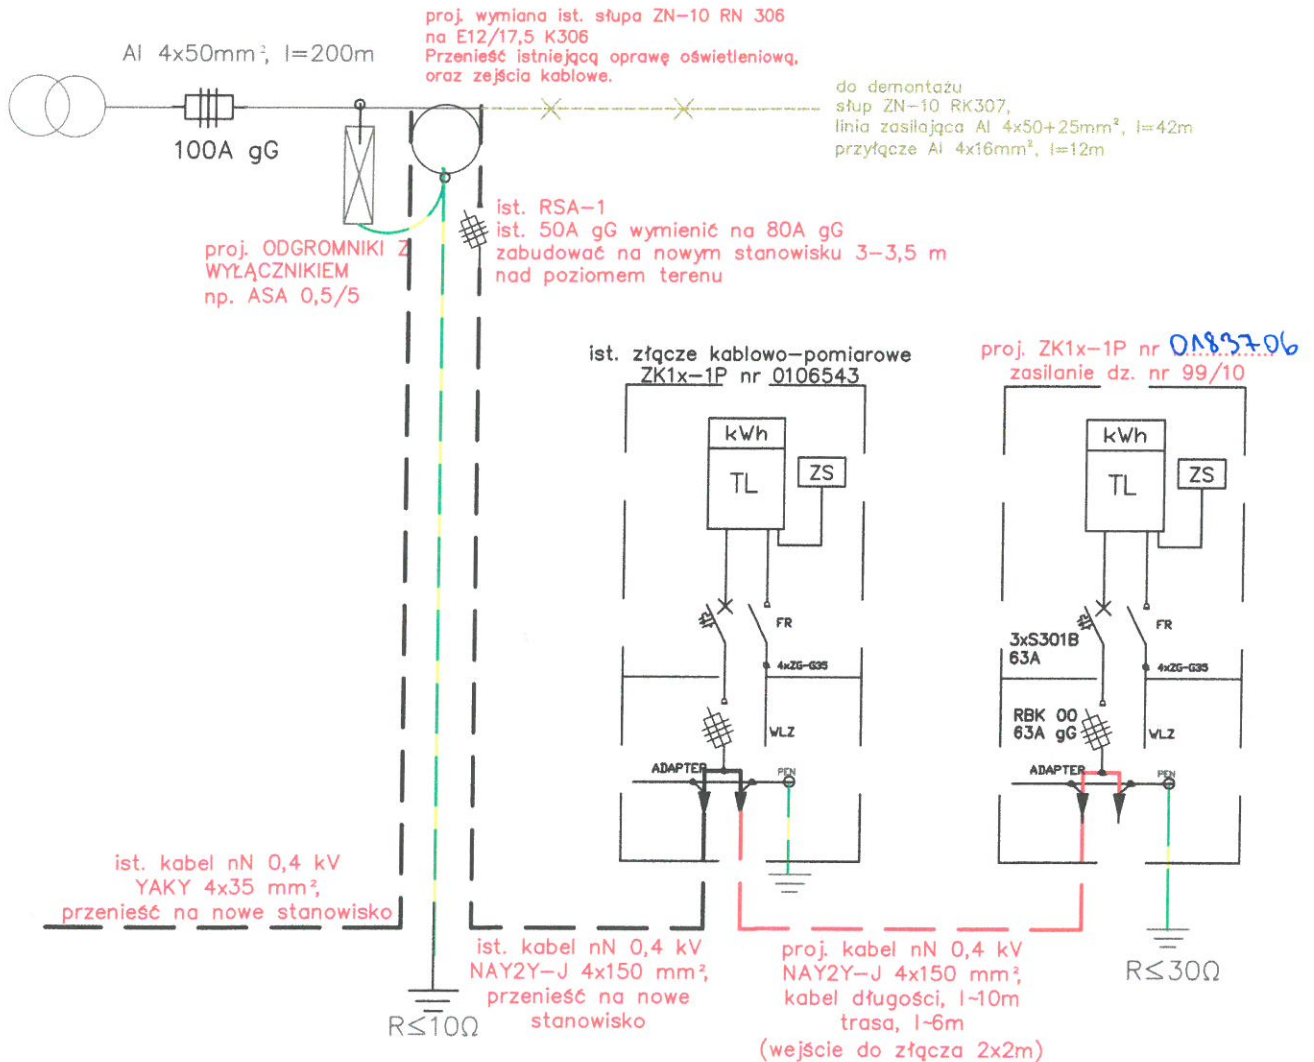 proj. wymiana ist. słupa ZN-10 RN 306
na E12/17,5 K306
Przenieść istniejącą oprawę oświetleniową,
oraz zejścia kablowe.
Al 4x50mm², l=200m
100A gG
do demontażu
słup ZN-10 RK307,
linia zasilająca Al 4x50+25mm², l=42m
przyłącze Al 4x16mm², l=12m
ist. RSA-1
ist. 50A gG wymienić na 80A gG
zabudować na nowym stanowisku 3-3,5 m
nad poziomem terenu
proj. ODGROMNIKI Z
WYŁĄCZNIKIEM
np. ASA 0,5/5
ist. złącze kablowo-pomiarowe
ZK1x-1P nr 0106543
kWh
TL
ZS
FR
4xZG-G35
WLZ
ADAPTER
PEN
proj. ZK1x-1P nr 0183706
zasilanie dz. nr 99/10
kWh
TL
ZS
3xS301B
63A
FR
4xZG-G35
RBK 00
63A gG
WLZ
ADAPTER
PEN
ist. kabel nN 0,4 kV
YAKY 4x35 mm²,
przenieść na nowe stanowisko
R≤10Ω
ist. kabel nN 0,4 kV
NAY2Y-J 4x150 mm²,
przenieść na nowe
stanowisko
proj. kabel nN 0,4 kV
NAY2Y-J 4x150 mm²,
kabel długości, l~10m
trasa, l~6m
(wejście do złącza 2x2m)
R≤30Ω